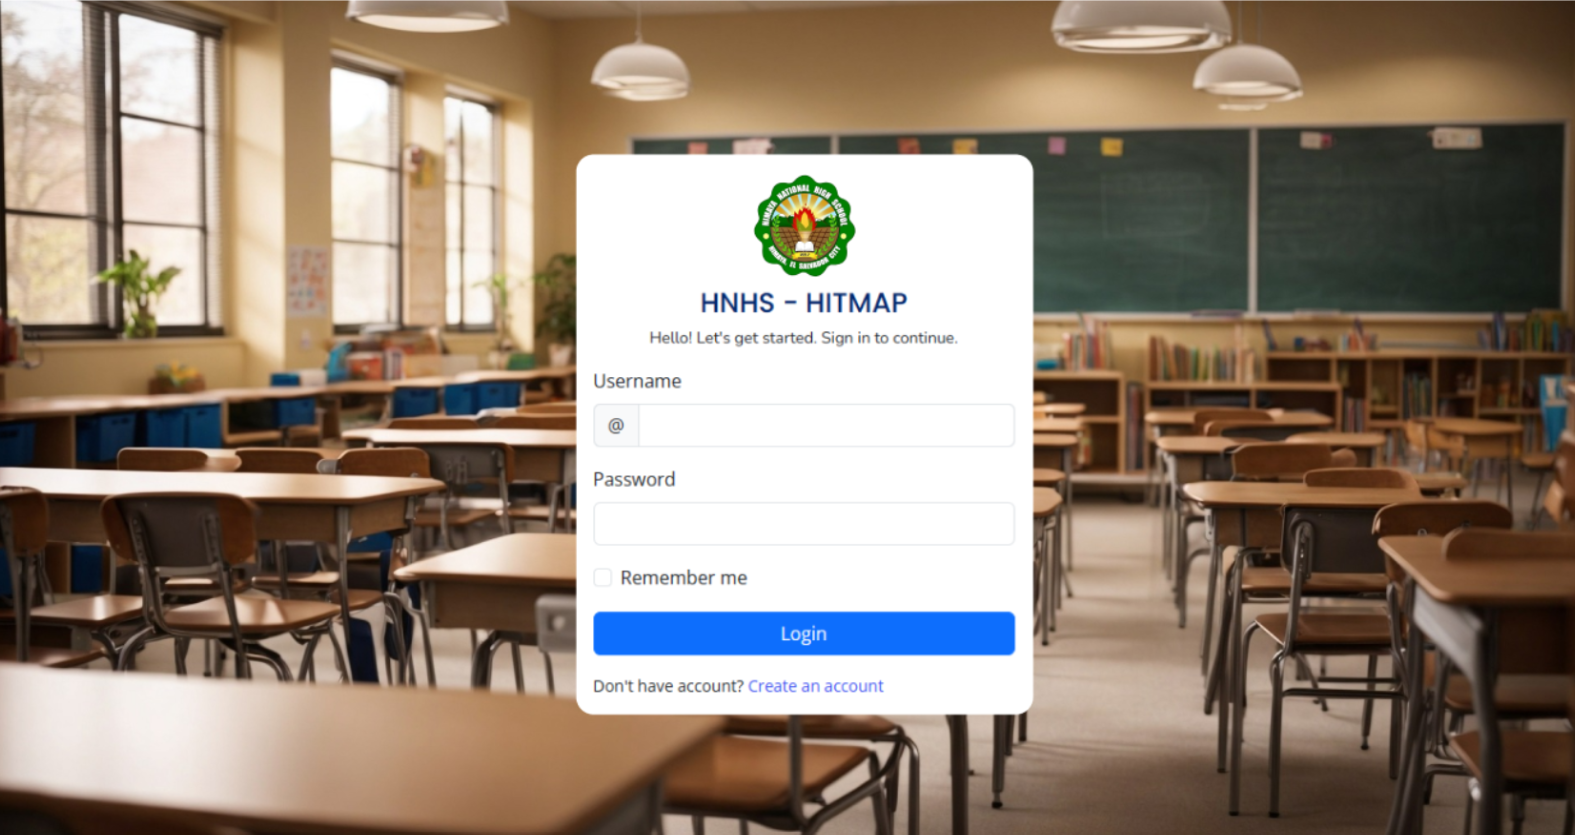 HIMAYA NATIONAL HIGH SCHOOL
HIMAYA, EL SALVADOR CITY
HNHS - HITMAP
Hello! Let's get started. Sign in to continue.
Username
@
Password
Remember me
Login
Don't have account? Create an account